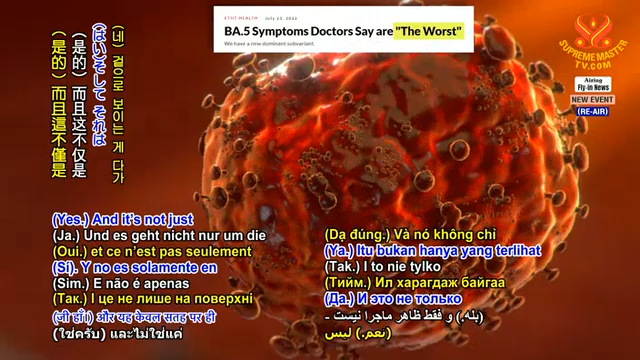 ETNT HEALTH July 22, 2022
BA.5 Symptoms Doctors Say are "The Worst"
We have a new dominant subvariant.
SUPREME MASTER
TV.COM
Airing
Fly-in News
NEW EVENT
(RE-AIR)
(네) 겉으로 보이는 게 다가
(はい)そして それは
(是的）而且这不仅是
(是的）而且這不僅是
(Yes.) And it's not just
(Ja.) Und es geht nicht nur um die
(Oui.) et ce n'est pas seulement
(Sí). Y no es solamente en
(Sim.) E não é apenas
(Так.) І це не лише на поверхні
(जी हाँ।) और यह केवल सतह पर ही
(ใช่ครับ) และไม่ใช่แค่
(Dạ đúng.) Và nó không chỉ
(Ya.) Itu bukan hanya yang terlihat
(Tak.) I to nie tylko
(Тийм.) Ил харагдаж байгаа
(Да.) И это не только
(بله.) و فقط ظاهر ماجرا نیست -
(نعم.) ليس